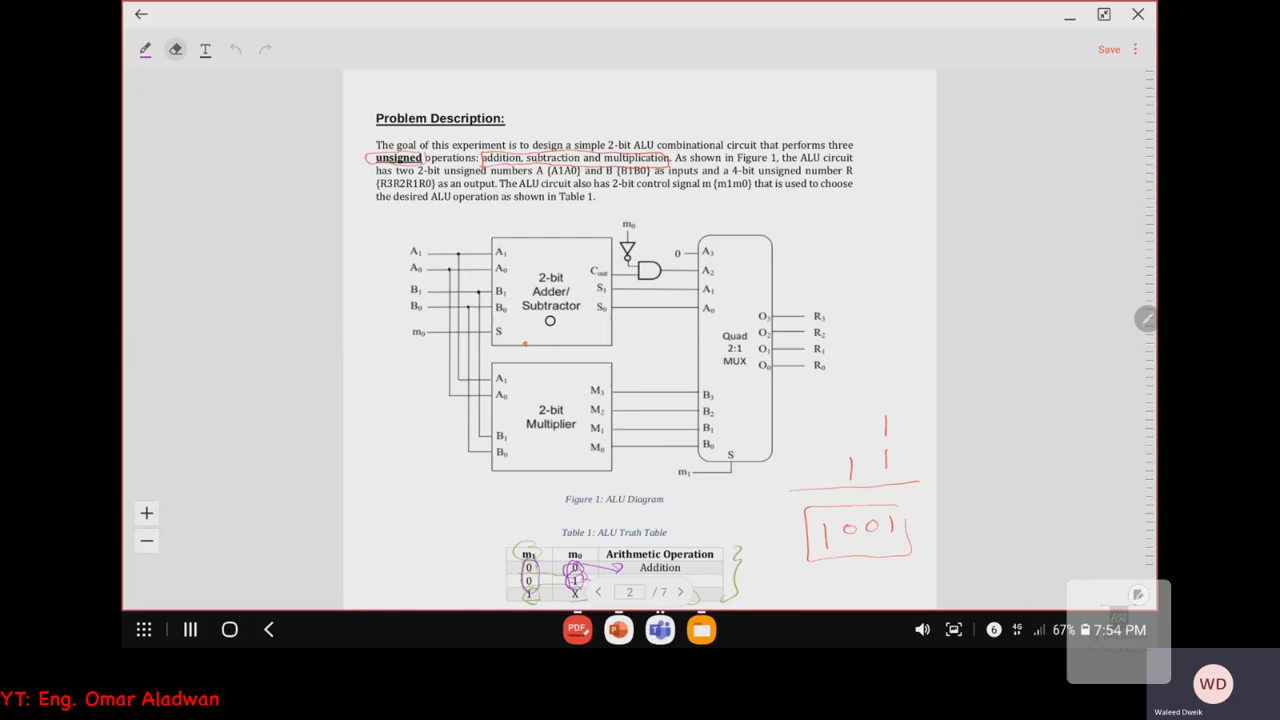 Save
Problem Description:
The goal of this experiment is to design a simple 2-bit ALU combinational circuit that performs three
unsigned operations: addition, subtraction and multiplication. As shown in Figure 1, the ALU circuit
has two 2-bit unsigned numbers A {A1A0} and B {B1B0} as inputs and a 4-bit unsigned number R
{R3R2R1R0} as an output. The ALU circuit also has 2-bit control signal m {m1m0} that is used to choose
the desired ALU operation as shown in Table 1.
m₀
A₁ A₁ 0 A₃
A₀ A₀ 2-bit Cout A₂
B₁ B₁ Adder/ S₁ A₁
B₀ B₀ Subtractor S₀ A₀
m₀ S
O₃ R₃
Quad O₂ R₂
2:1 O₁ R₁
MUX O₀ R₀
A₁ M₃ B₃
A₀ 2-bit M₂ B₂
Multiplier M₁ B₁
B₁ M₀ B₀
B₀ S
m₁
1
1 1
1001
Figure 1: ALU Diagram
Table 1: ALU Truth Table
m₁ m₀ Arithmetic Operation
0 0 Addition
0 1
1 X
2 / 7
6 4G 67% 7:54 PM
WD
Waleed Dweik
YT: Eng. Omar Aladwan